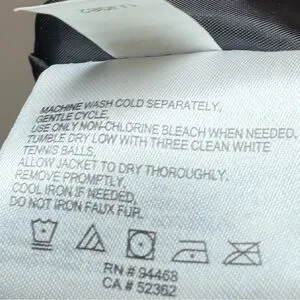 MACHINE WASH COLD SEPARATELY,
GENTLE CYCLE,
USE ONLY NON-CHLORINE BLEACH WHEN NEEDED.
TUMBLE DRY LOW WITH THREE CLEAN WHITE
TENNIS BALLS.
ALLOW JACKET TO DRY THOROUGHLY.
REMOVE PROMPTLY.
COOL IRON IF NEEDED.
DO NOT IRON FAUX FUR.
RN # 94468
CA # 52362